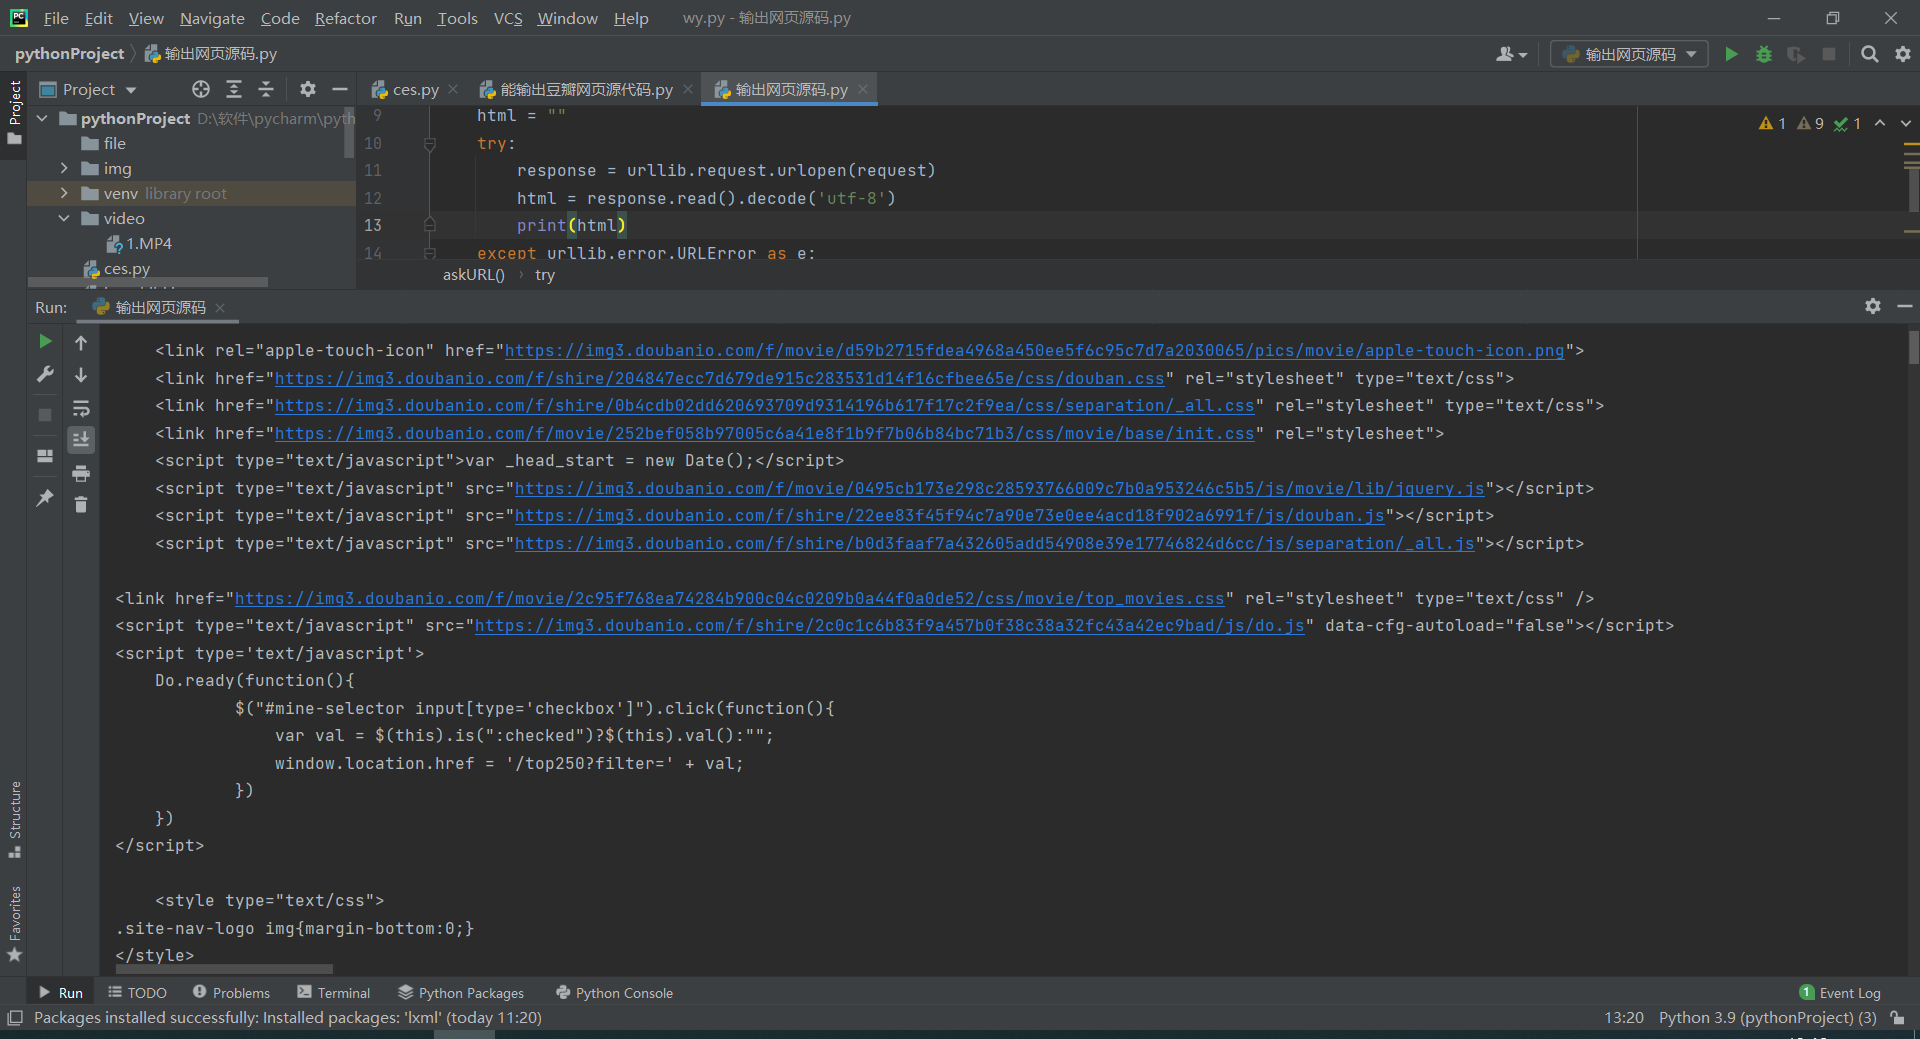 File Edit View Navigate Code Refactor Run Tools VCS Window Help wy.py - 输出网页源码.py
pythonProject 输出网页源码.py
输出网页源码
Project
Project
ces.py
能输出豆瓣网页源代码.py
输出网页源码.py
pythonProject D:\软件\pycharm\pyth
file
img
venv library root
video
1.MP4
ces.py
1 9 1
9 html = ""
10 try:
11 response = urllib.request.urlopen(request)
12 html = response.read().decode('utf-8')
13 print(html)
14 except urllib.error.URLError as e:
askURL() › try
Run: 输出网页源码
<link rel="apple-touch-icon" href="https://img3.doubanio.com/f/movie/d59b2715fdea4968a450ee5f6c95c7d7a2030065/pics/movie/apple-touch-icon.png">
<link href="https://img3.doubanio.com/f/shire/204847ecc7d679de915c283531d14f16cfbee65e/css/douban.css" rel="stylesheet" type="text/css">
<link href="https://img3.doubanio.com/f/shire/0b4cdb02dd620693709d9314196b617f17c2f9ea/css/separation/_all.css" rel="stylesheet" type="text/css">
<link href="https://img3.doubanio.com/f/movie/252bef058b97005c6a41e8f1b9f7b06b84bc71b3/css/movie/base/init.css" rel="stylesheet">
<script type="text/javascript">var _head_start = new Date();</script>
<script type="text/javascript" src="https://img3.doubanio.com/f/movie/0495cb173e298c28593766009c7b0a953246c5b5/js/movie/lib/jquery.js"></script>
<script type="text/javascript" src="https://img3.doubanio.com/f/shire/22ee83f45f94c7a90e73e0ee4acd18f902a6991f/js/douban.js"></script>
<script type="text/javascript" src="https://img3.doubanio.com/f/shire/b0d3faaf7a432605add54908e39e17746824d6cc/js/separation/_all.js"></script>
<link href="https://img3.doubanio.com/f/movie/2c95f768ea74284b900c04c0209b0a44f0a0de52/css/movie/top_movies.css" rel="stylesheet" type="text/css" />
<script type="text/javascript" src="https://img3.doubanio.com/f/shire/2c0c1c6b83f9a457b0f38c38a32fc43a42ec9bad/js/do.js" data-cfg-autoload="false"></script>
<script type='text/javascript'>
Do.ready(function(){
$("#mine-selector input[type='checkbox']").click(function(){
var val = $(this).is(":checked")?$(this).val():"";
window.location.href = '/top250?filter=' + val;
})
})
</script>
<style type="text/css">
.site-nav-logo img{margin-bottom:0;}
</style>
Structure
Favorites
Run TODO Problems Terminal Python Packages Python Console 1 Event Log
Packages installed successfully: Installed packages: 'lxml' (today 11:20) 13:20 Python 3.9 (pythonProject) (3)